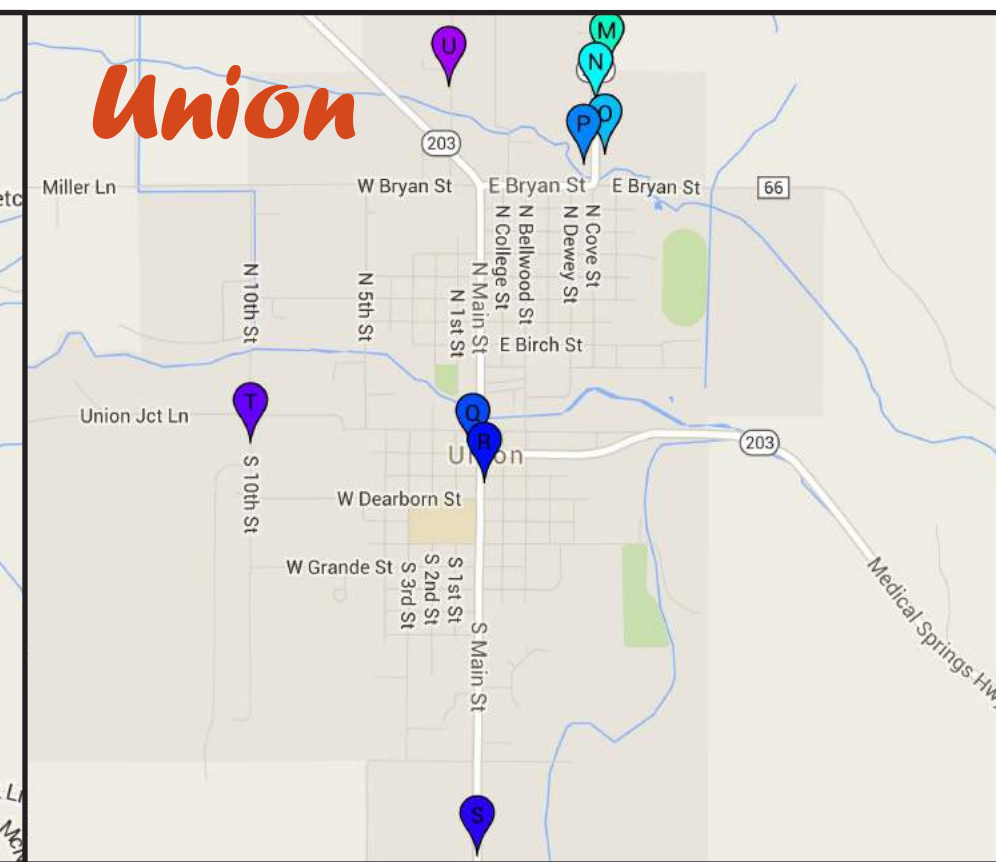 Union
U
M
N
O
P
203
Miller Ln
W Bryan St
E Bryan St
E Bryan St
66
N 10th St
N 5th St
N 1st St
N Main St
N College St
N Bellwood St
N Dewey St
N Cove St
E Birch St
T
Union Jct Ln
Q
R
Union
203
S 10th St
W Dearborn St
W Grande St
S 3rd St
S 2nd St
S 1st St
S Main St
Medical Springs Hwy
S